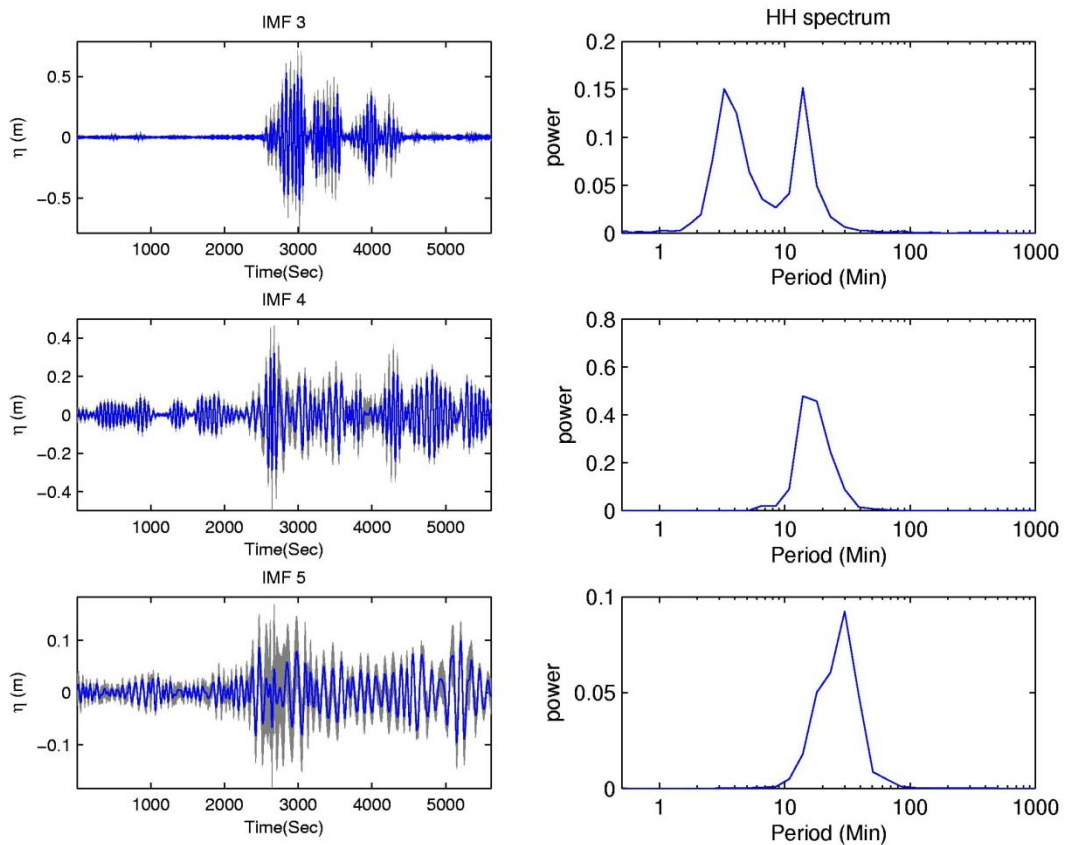 IMF 3
HH spectrum
η (m)
0.5
0
−0.5
1000 2000 3000 4000 5000
Time(Sec)
power
0.2
0.15
0.1
0.05
0
1 10 100 1000
Period (Min)
IMF 4
η (m)
0.4
0.2
0
−0.2
−0.4
1000 2000 3000 4000 5000
Time(Sec)
power
0.8
0.6
0.4
0.2
0
1 10 100 1000
Period (Min)
IMF 5
η (m)
0.1
0
−0.1
1000 2000 3000 4000 5000
Time(Sec)
power
0.1
0.05
0
1 10 100 1000
Period (Min)